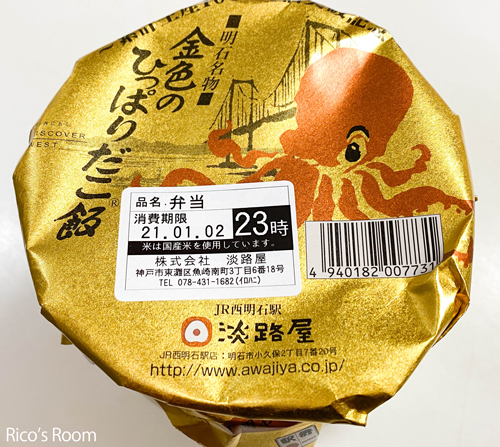 明石名物
金色の
ひっぱりだこ飯
DISCOVER
WEST
品名. 弁当
消費期限
21.01.02 23時
米は国産米を使用しています。
株式会社 淡路屋
神戸市東灘区魚崎南町3丁目6番18号
TEL 078-431-1682(ｲﾛﾊﾆ)
4 940182 007731
JR西明石駅
淡路屋
JR西明石駅店：明石市小久保2丁目7番20号
http://www.awajiya.co.jp/
Rico's Room